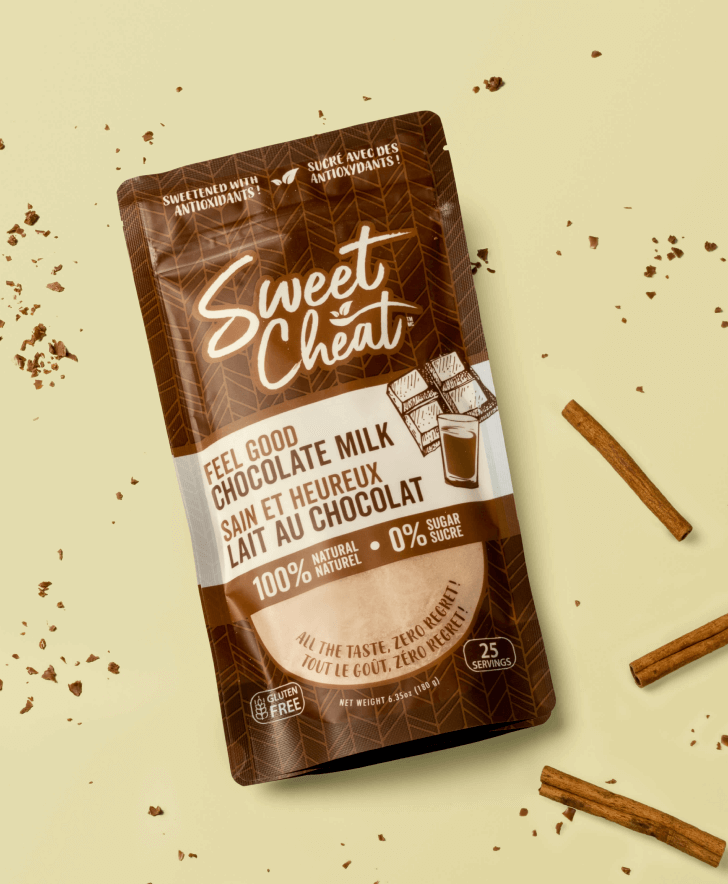 SWEETENED WITH
ANTIOXIDANTS !
SUCRÉ AVEC DES
ANTIOXYDANTS !
Sweet
Cheat
FEEL GOOD
CHOCOLATE MILK
SAIN ET HEUREUX
LAIT AU CHOCOLAT
100% NATURAL NATUREL • 0% SUGAR SUCRE
ALL THE TASTE, ZERO REGRET!
TOUT LE GOÛT, ZÉRO REGRET!
25
SERVINGS
GLUTEN
FREE
NET WEIGHT 6.35oz (180 g)